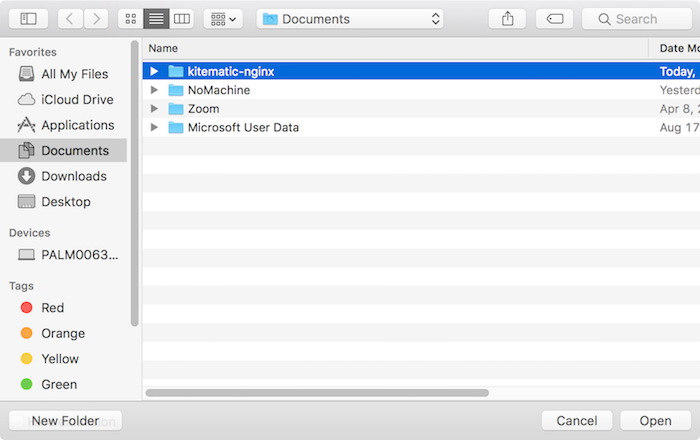 Documents
Search
Favorites
All My Files
iCloud Drive
Applications
Documents
Downloads
Desktop
Devices
PALM0063...
Tags
Red
Orange
Yellow
Green
Name
Date Mo
kitematic-nginx
Today,
NoMachine
Yesterd
Zoom
Apr 8, 2
Microsoft User Data
Aug 17
New Folder
Cancel
Open